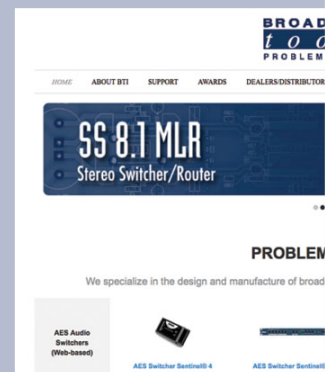 BROAD
too
PROBLEM
HOME ABOUT BTI SUPPORT AWARDS DEALERS/DISTRIBUTOR
SS 8.1 MLR
Stereo Switcher/Router
PROBLEM
We specialize in the design and manufacture of broad
AES Audio
Switchers
(Web-based)
AES Switcher Sentinel® 4
AES Switcher Sentinel®